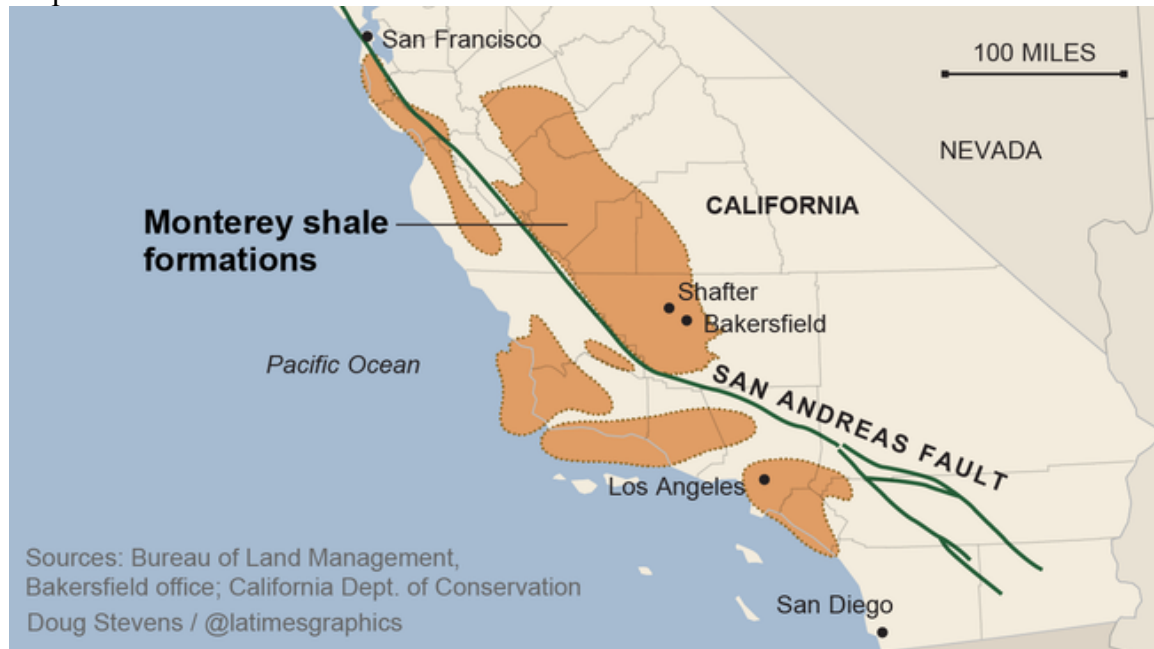 San Francisco
100 MILES
NEVADA
CALIFORNIA
Monterey shale
formations
Shafter
Bakersfield
Pacific Ocean
SAN ANDREAS FAULT
Los Angeles
Sources: Bureau of Land Management,
Bakersfield office; California Dept. of Conservation
San Diego
Doug Stevens / @latimesgraphics